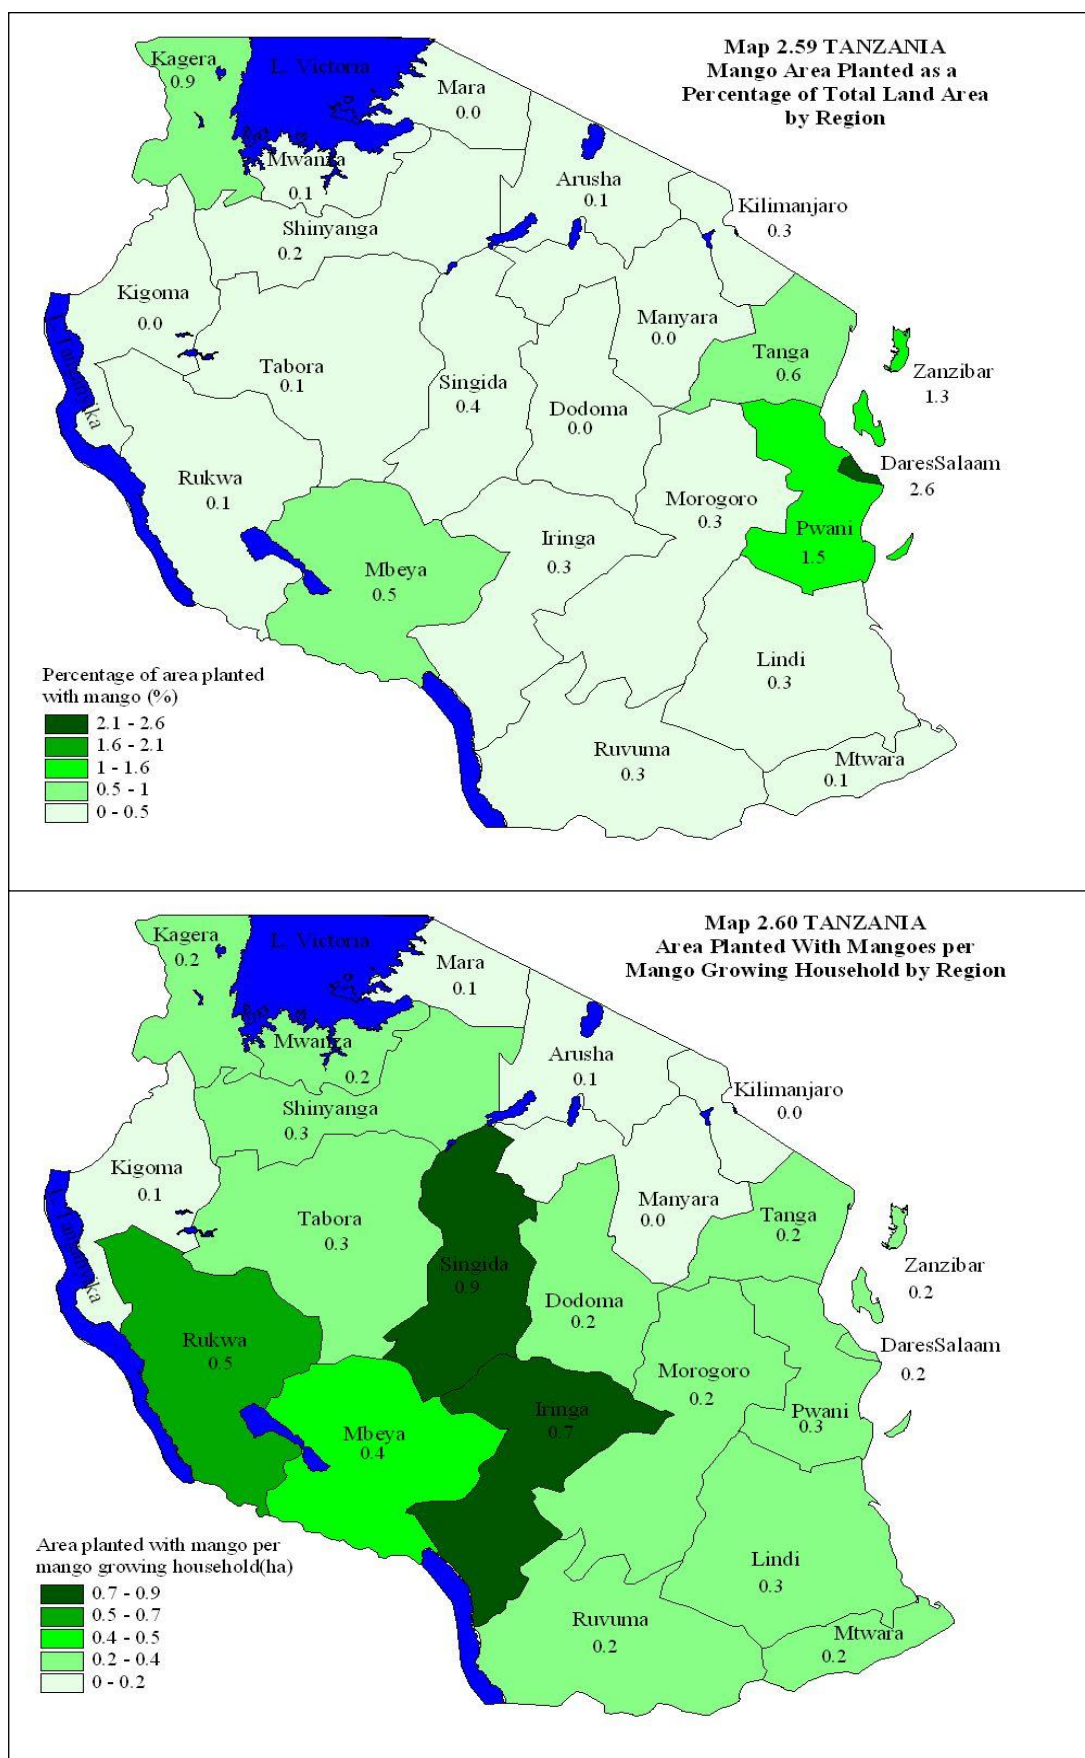 Map 2.59 TANZANIA
Mango Area Planted as a
Percentage of Total Land Area
by Region
Kagera
0.9
L. Victoria
Mara
0.0
Mwanza
0.1
Arusha
0.1
Kilimanjaro
0.3
Shinyanga
0.2
Kigoma
0.0
Manyara
0.0
Tanga
0.6
Zanzibar
1.3
L. Tanganyika
Tabora
0.1
Singida
0.4
Dodoma
0.0
DaresSalaam
2.6
Rukwa
0.1
Morogoro
0.3
Pwani
1.5
Iringa
0.3
Mbeya
0.5
Lindi
0.3
Ruvuma
0.3
Mtwara
0.1
Percentage of area planted
with mango (%)
2.1 - 2.6
1.6 - 2.1
1 - 1.6
0.5 - 1
0 - 0.5
Map 2.60 TANZANIA
Area Planted With Mangoes per
Mango Growing Household by Region
Kagera
0.2
L. Victoria
Mara
0.1
Mwanza
0.2
Arusha
0.1
Kilimanjaro
0.0
Shinyanga
0.3
Kigoma
0.1
Manyara
0.0
Tanga
0.2
Zanzibar
0.2
L. Tanganyika
Tabora
0.3
Singida
0.9
Dodoma
0.2
DaresSalaam
0.2
Rukwa
0.5
Morogoro
0.2
Pwani
0.3
Iringa
0.7
Mbeya
0.4
Lindi
0.3
Ruvuma
0.2
Mtwara
0.2
Area planted with mango per
mango growing household(ha)
0.7 - 0.9
0.5 - 0.7
0.4 - 0.5
0.2 - 0.4
0 - 0.2